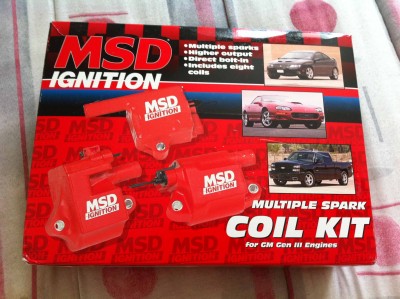 MSD
IGNITION
• Multiple sparks
• Higher output
• Direct bolt-in
• Includes eight
coils
MSD
IGNITION
MSD
IGNITION
MSD
IGNITION
MULTIPLE SPARK
COIL KIT
for GM Gen III Engines